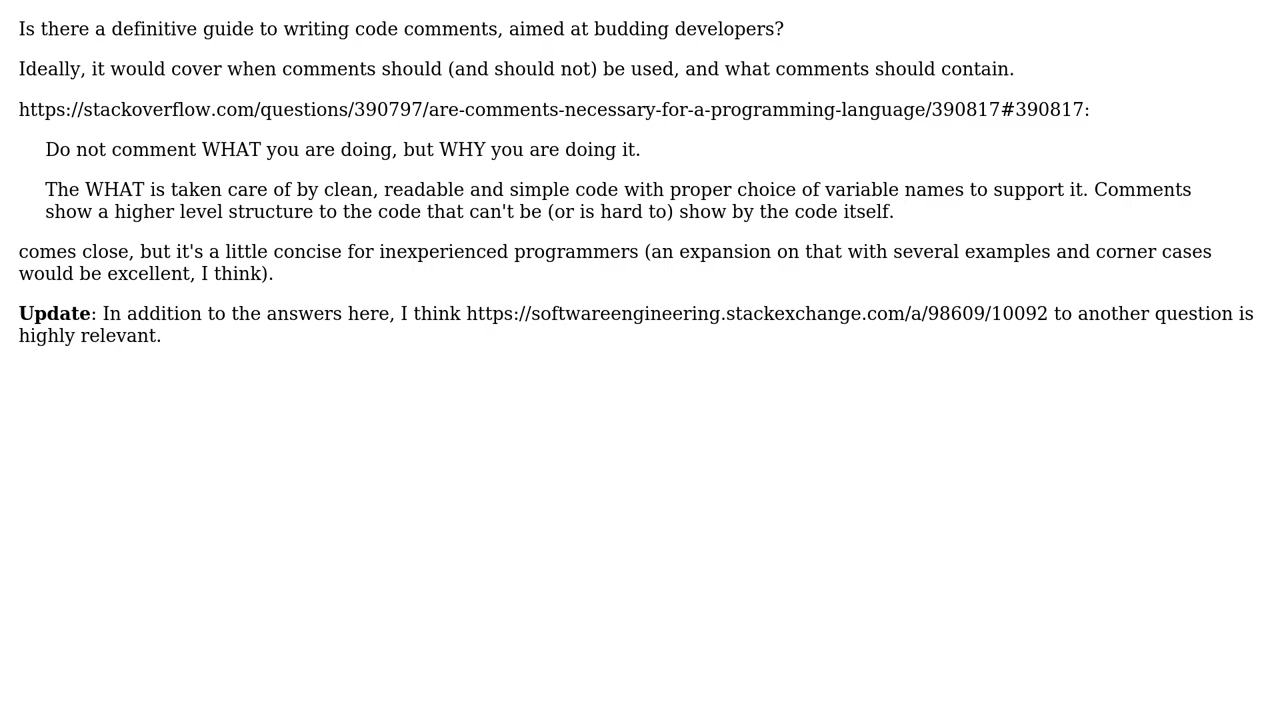 Is there a definitive guide to writing code comments, aimed at budding developers?
Ideally, it would cover when comments should (and should not) be used, and what comments should contain.
https://stackoverflow.com/questions/390797/are-comments-necessary-for-a-programming-language/390817#390817:
Do not comment WHAT you are doing, but WHY you are doing it.
The WHAT is taken care of by clean, readable and simple code with proper choice of variable names to support it. Comments
show a higher level structure to the code that can't be (or is hard to) show by the code itself.
comes close, but it's a little concise for inexperienced programmers (an expansion on that with several examples and corner cases
would be excellent, I think).
Update: In addition to the answers here, I think https://softwareengineering.stackexchange.com/a/98609/10092 to another question is
highly relevant.